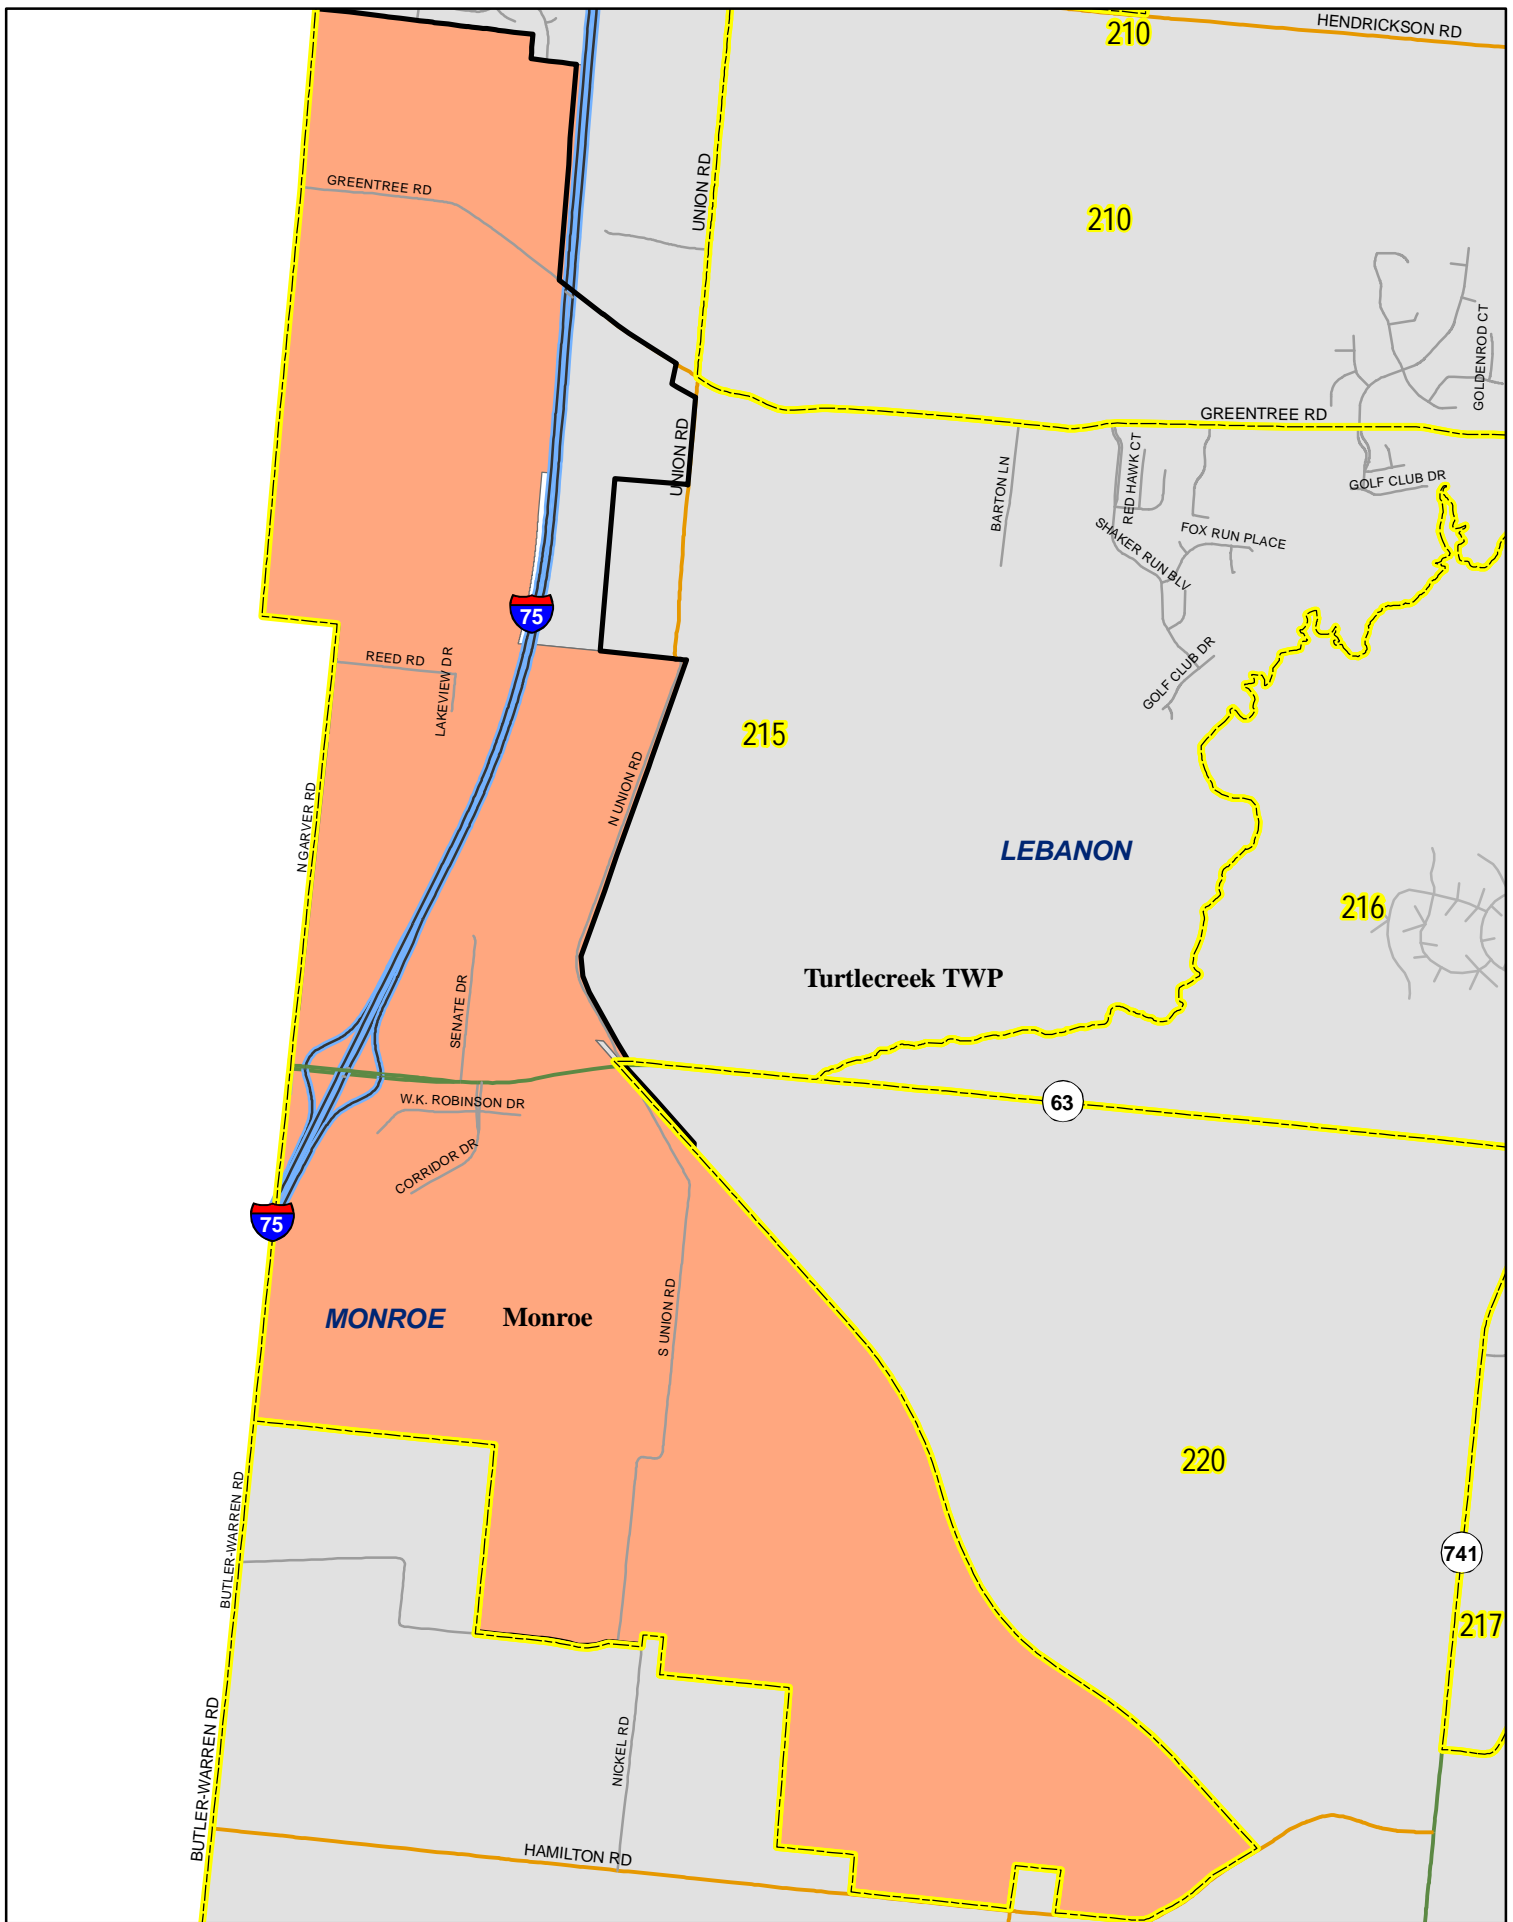 HENDRICKSON RD
210
UNION RD
GREENTREE RD
210
GOLDENROD CT
GREENTREE RD
UNION RD
BARTON LN
RED HAWK CT
GOLF CLUB DR
SHAKER RUN BLV
FOX RUN PLACE
75
REED RD
LAKEVIEW DR
GOLF CLUB DR
215
N UNION RD
N GARVER RD
LEBANON
216
Turtlecreek TWP
SENATE DR
W.K. ROBINSON DR
63
CORRIDOR DR
75
MONROE
Monroe
S UNION RD
220
BUTLER-WARREN RD
741
217
NICKEL RD
BUTLER-WARREN RD
HAMILTON RD